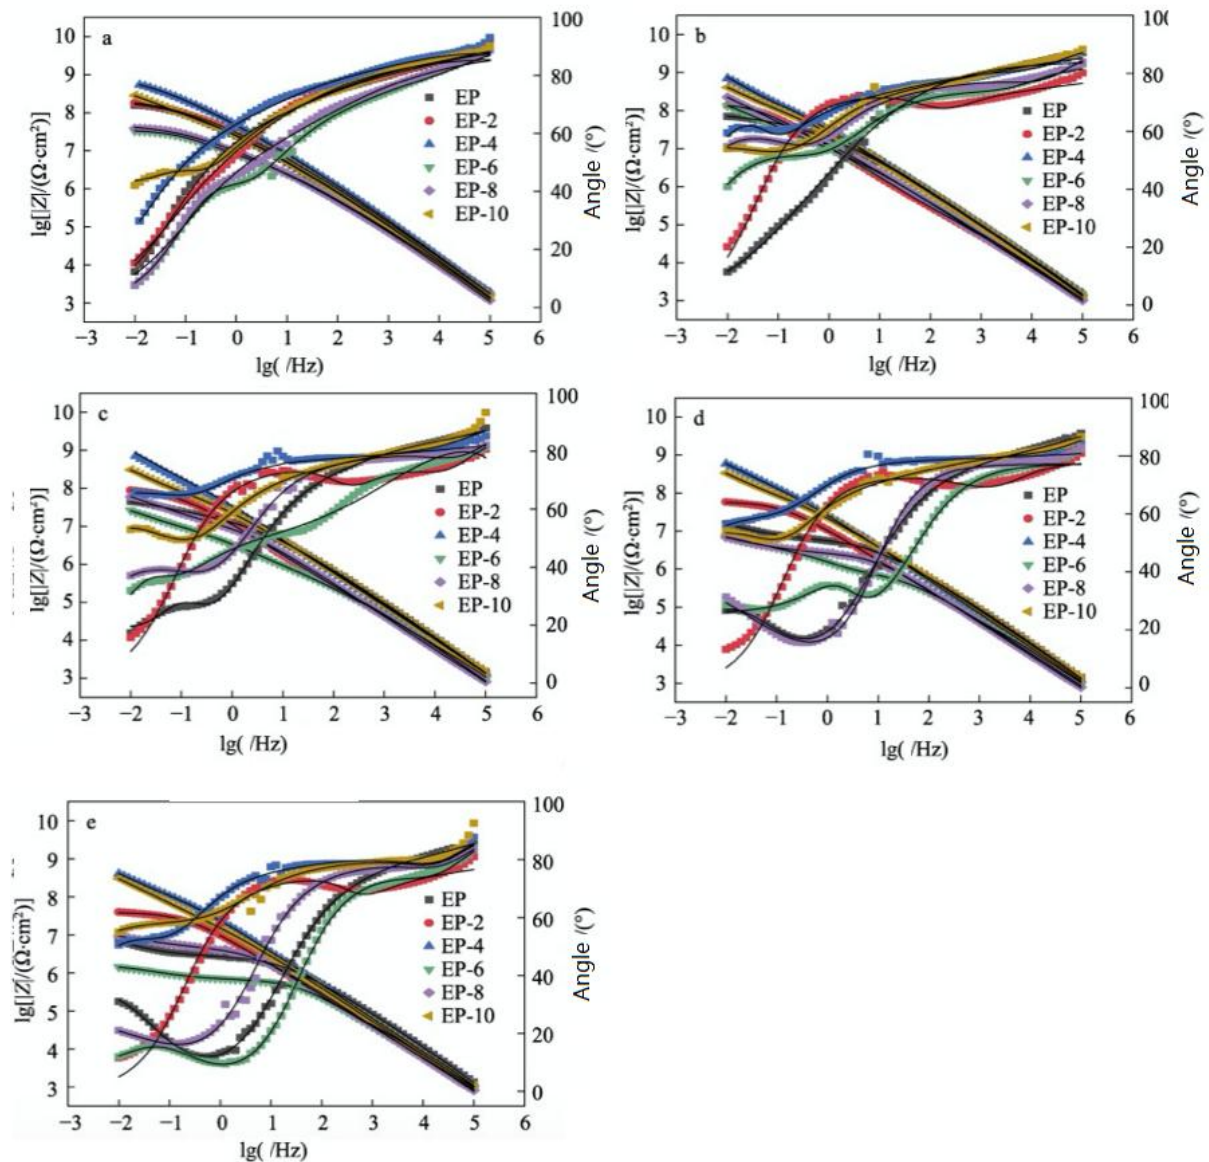 a
10
9
8
7
6
5
4
3
lg[|Z|/(Ω·cm²)]
100
80
60
40
20
0
Angle /(°)
EP
EP-2
EP-4
EP-6
EP-8
EP-10
−3 −2 −1 0 1 2 3 4 5 6
lg( /Hz)
b
10
9
8
7
6
5
4
3
lg[|Z|/(Ω·cm²)]
80
60
40
20
0
Angle /(°)
EP
EP-2
EP-4
EP-6
EP-8
EP-10
−3 −2 −1 0 1 2 3 4 5 6
lg( /Hz)
c
10
9
8
7
6
5
4
3
lg[|Z|/(Ω·cm²)]
100
80
60
40
20
0
Angle /(°)
EP
EP-2
EP-4
EP-6
EP-8
EP-10
−3 −2 −1 0 1 2 3 4 5 6
lg( /Hz)
d
10
9
8
7
6
5
4
3
lg[|Z|/(Ω·cm²)]
80
60
40
20
0
Angle /(°)
EP
EP-2
EP-4
EP-6
EP-8
EP-10
−3 −2 −1 0 1 2 3 4 5 6
lg( /Hz)
e
10
9
8
7
6
5
4
3
lg[|Z|/(Ω·cm²)]
100
80
60
40
20
0
Angle /(°)
EP
EP-2
EP-4
EP-6
EP-8
EP-10
−3 −2 −1 0 1 2 3 4 5 6
lg( /Hz)